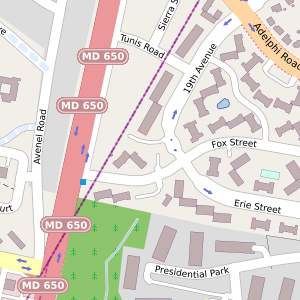 Sierra S
Tunis Road
19th Avenue
Adelphi Road
MD 650
MD 650
Avenel Road
Fox Street
Erie Street
ourt
MD 650
Presidential Park
MD 650